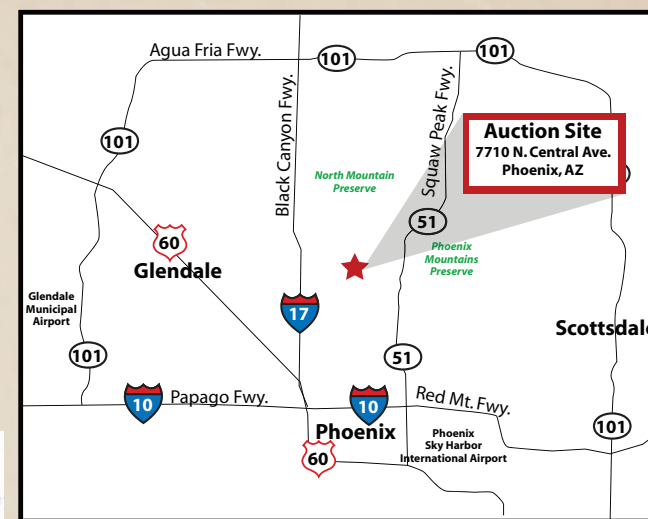 Agua Fria Fwy.
101
101
Black Canyon Fwy.
Squaw Peak Fwy.
Auction Site
7710 N. Central Ave.
Phoenix, AZ
101
North Mountain
Preserve
51
Phoenix
Mountains
Preserve
60
Glendale
Glendale
Municipal
Airport
17
Scottsdale
101
51
10
Papago Fwy.
10
Red Mt. Fwy.
101
Phoenix
60
Phoenix
Sky Harbor
International Airport